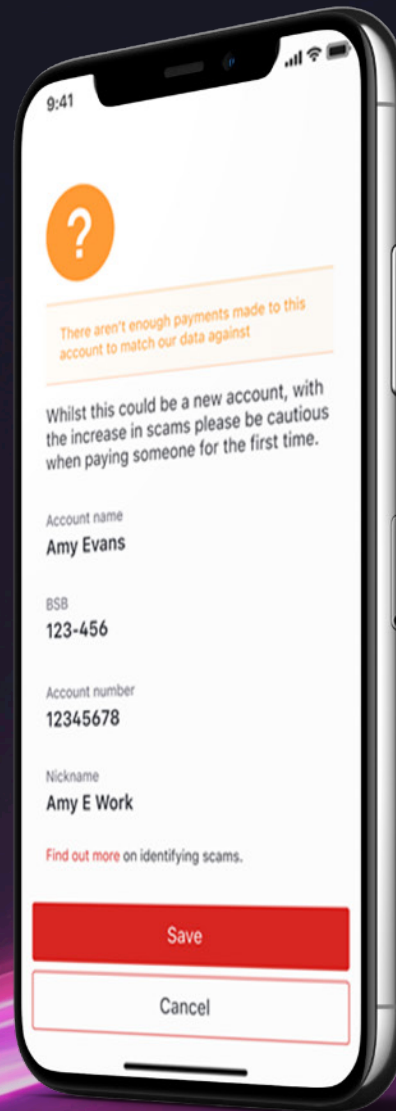 9:41
?
There aren't enough payments made to this
account to match our data against
Whilst this could be a new account, with
the increase in scams please be cautious
when paying someone for the first time.
Account name
Amy Evans
BSB
123-456
Account number
12345678
Nickname
Amy E Work
Find out more on identifying scams.
Save
Cancel